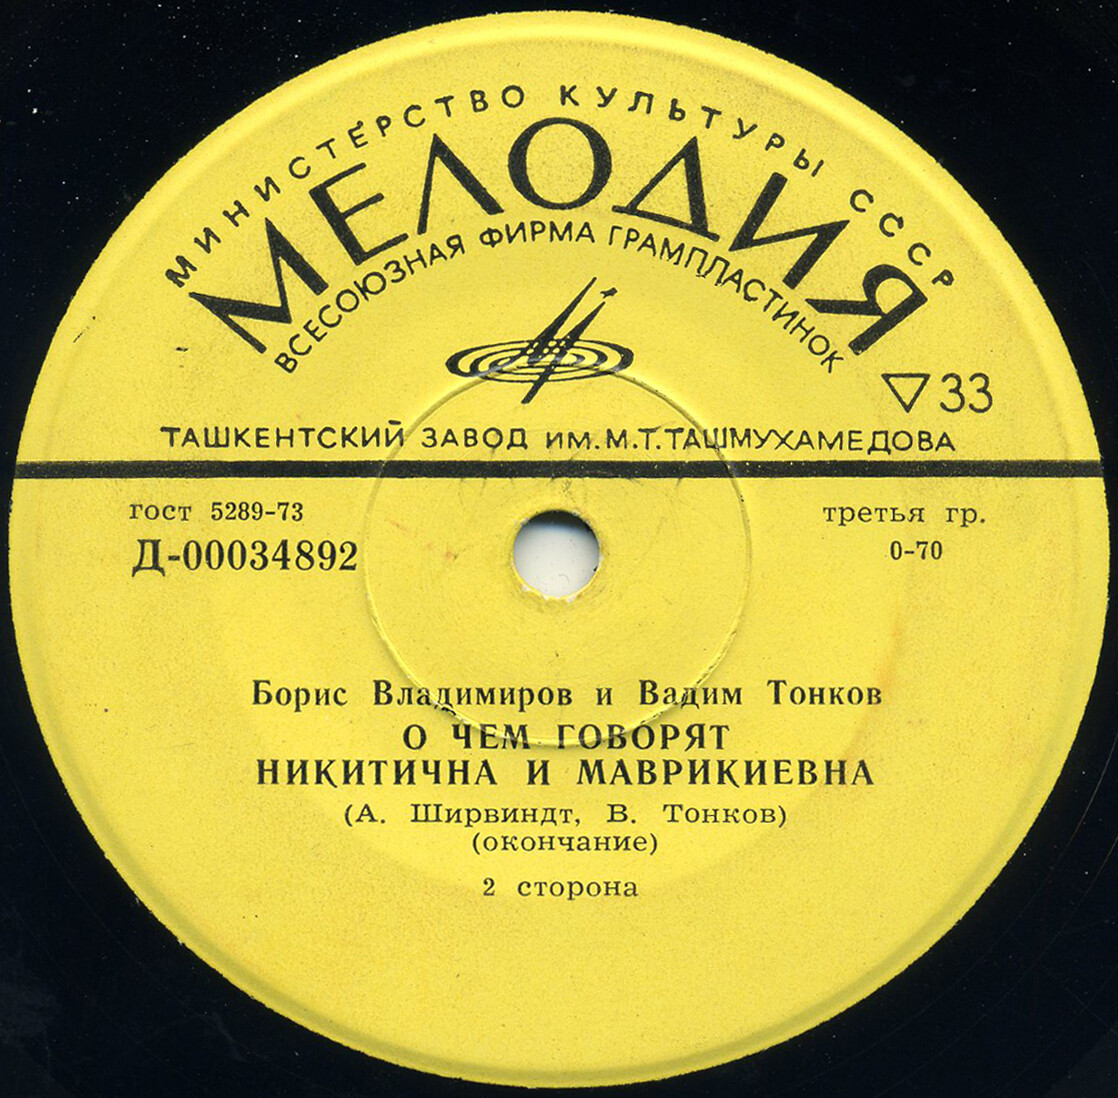 МИНИСТЕРСТВО КУЛЬТУРЫ СССР
МЕЛОДИЯ
ВСЕСОЮЗНАЯ ФИРМА ГРАМПЛАСТИНОК
33
ТАШКЕНТСКИЙ ЗАВОД ИМ.М.Т.ТАШМУХАМЕДОВА
гост 5289-73
третья гр.
Д-00034892
0-70
Борис Владимиров и Вадим Тонков
О ЧЕМ ГОВОРЯТ
НИКИТИЧНА И МАВРИКИЕВНА
(А. Ширвиндт, В. Тонков)
(окончание)
2 сторона